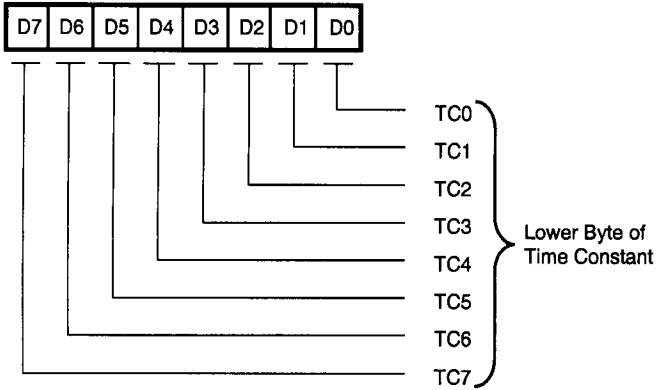 D7 D6 D5 D4 D3 D2 D1 D0
TC0
TC1
TC2
TC3
TC4
TC5
TC6
TC7
Lower Byte of
Time Constant